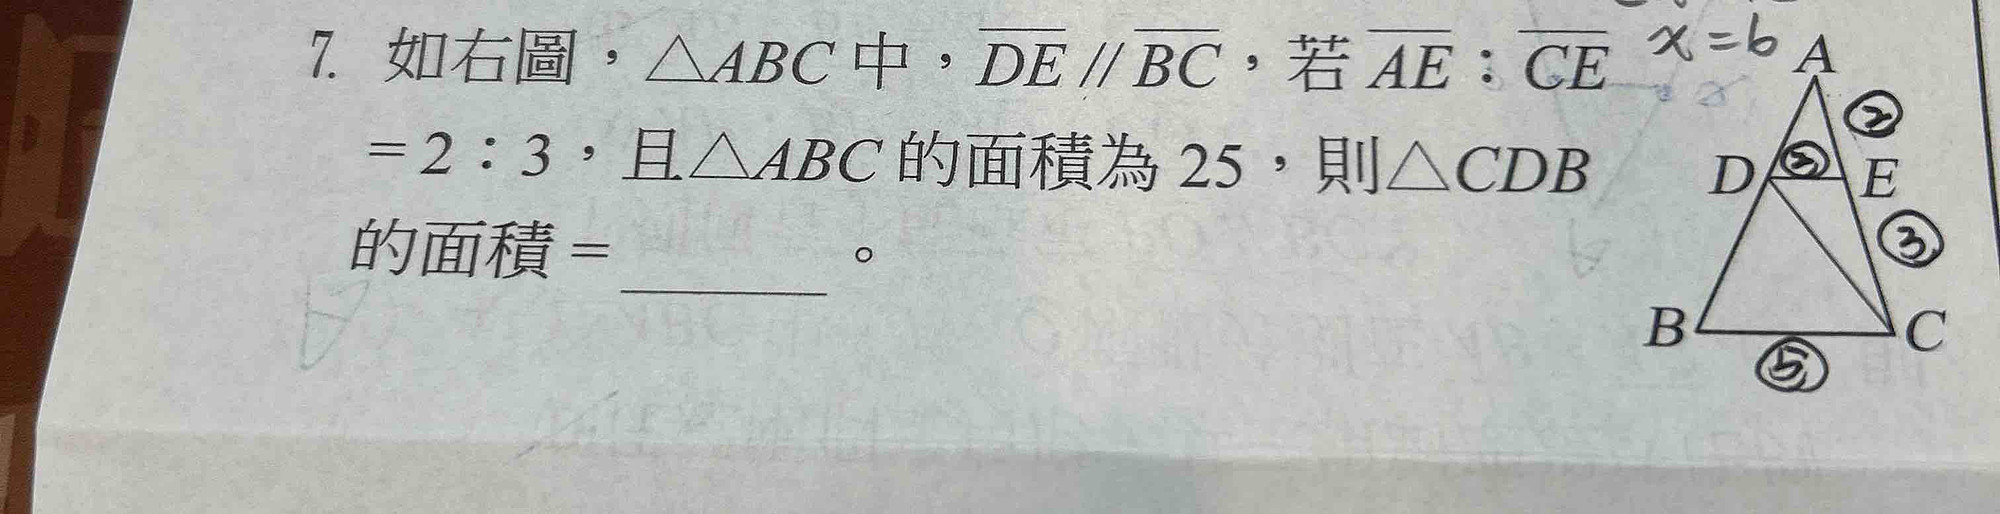 x=6
7. 如右圖，△ABC 中，DE // BC，若 AE：CE
=2：3，且△ABC 的面積為 25，則△CDB
的面積=______。
A
②
D ② E
③
B C
⑤